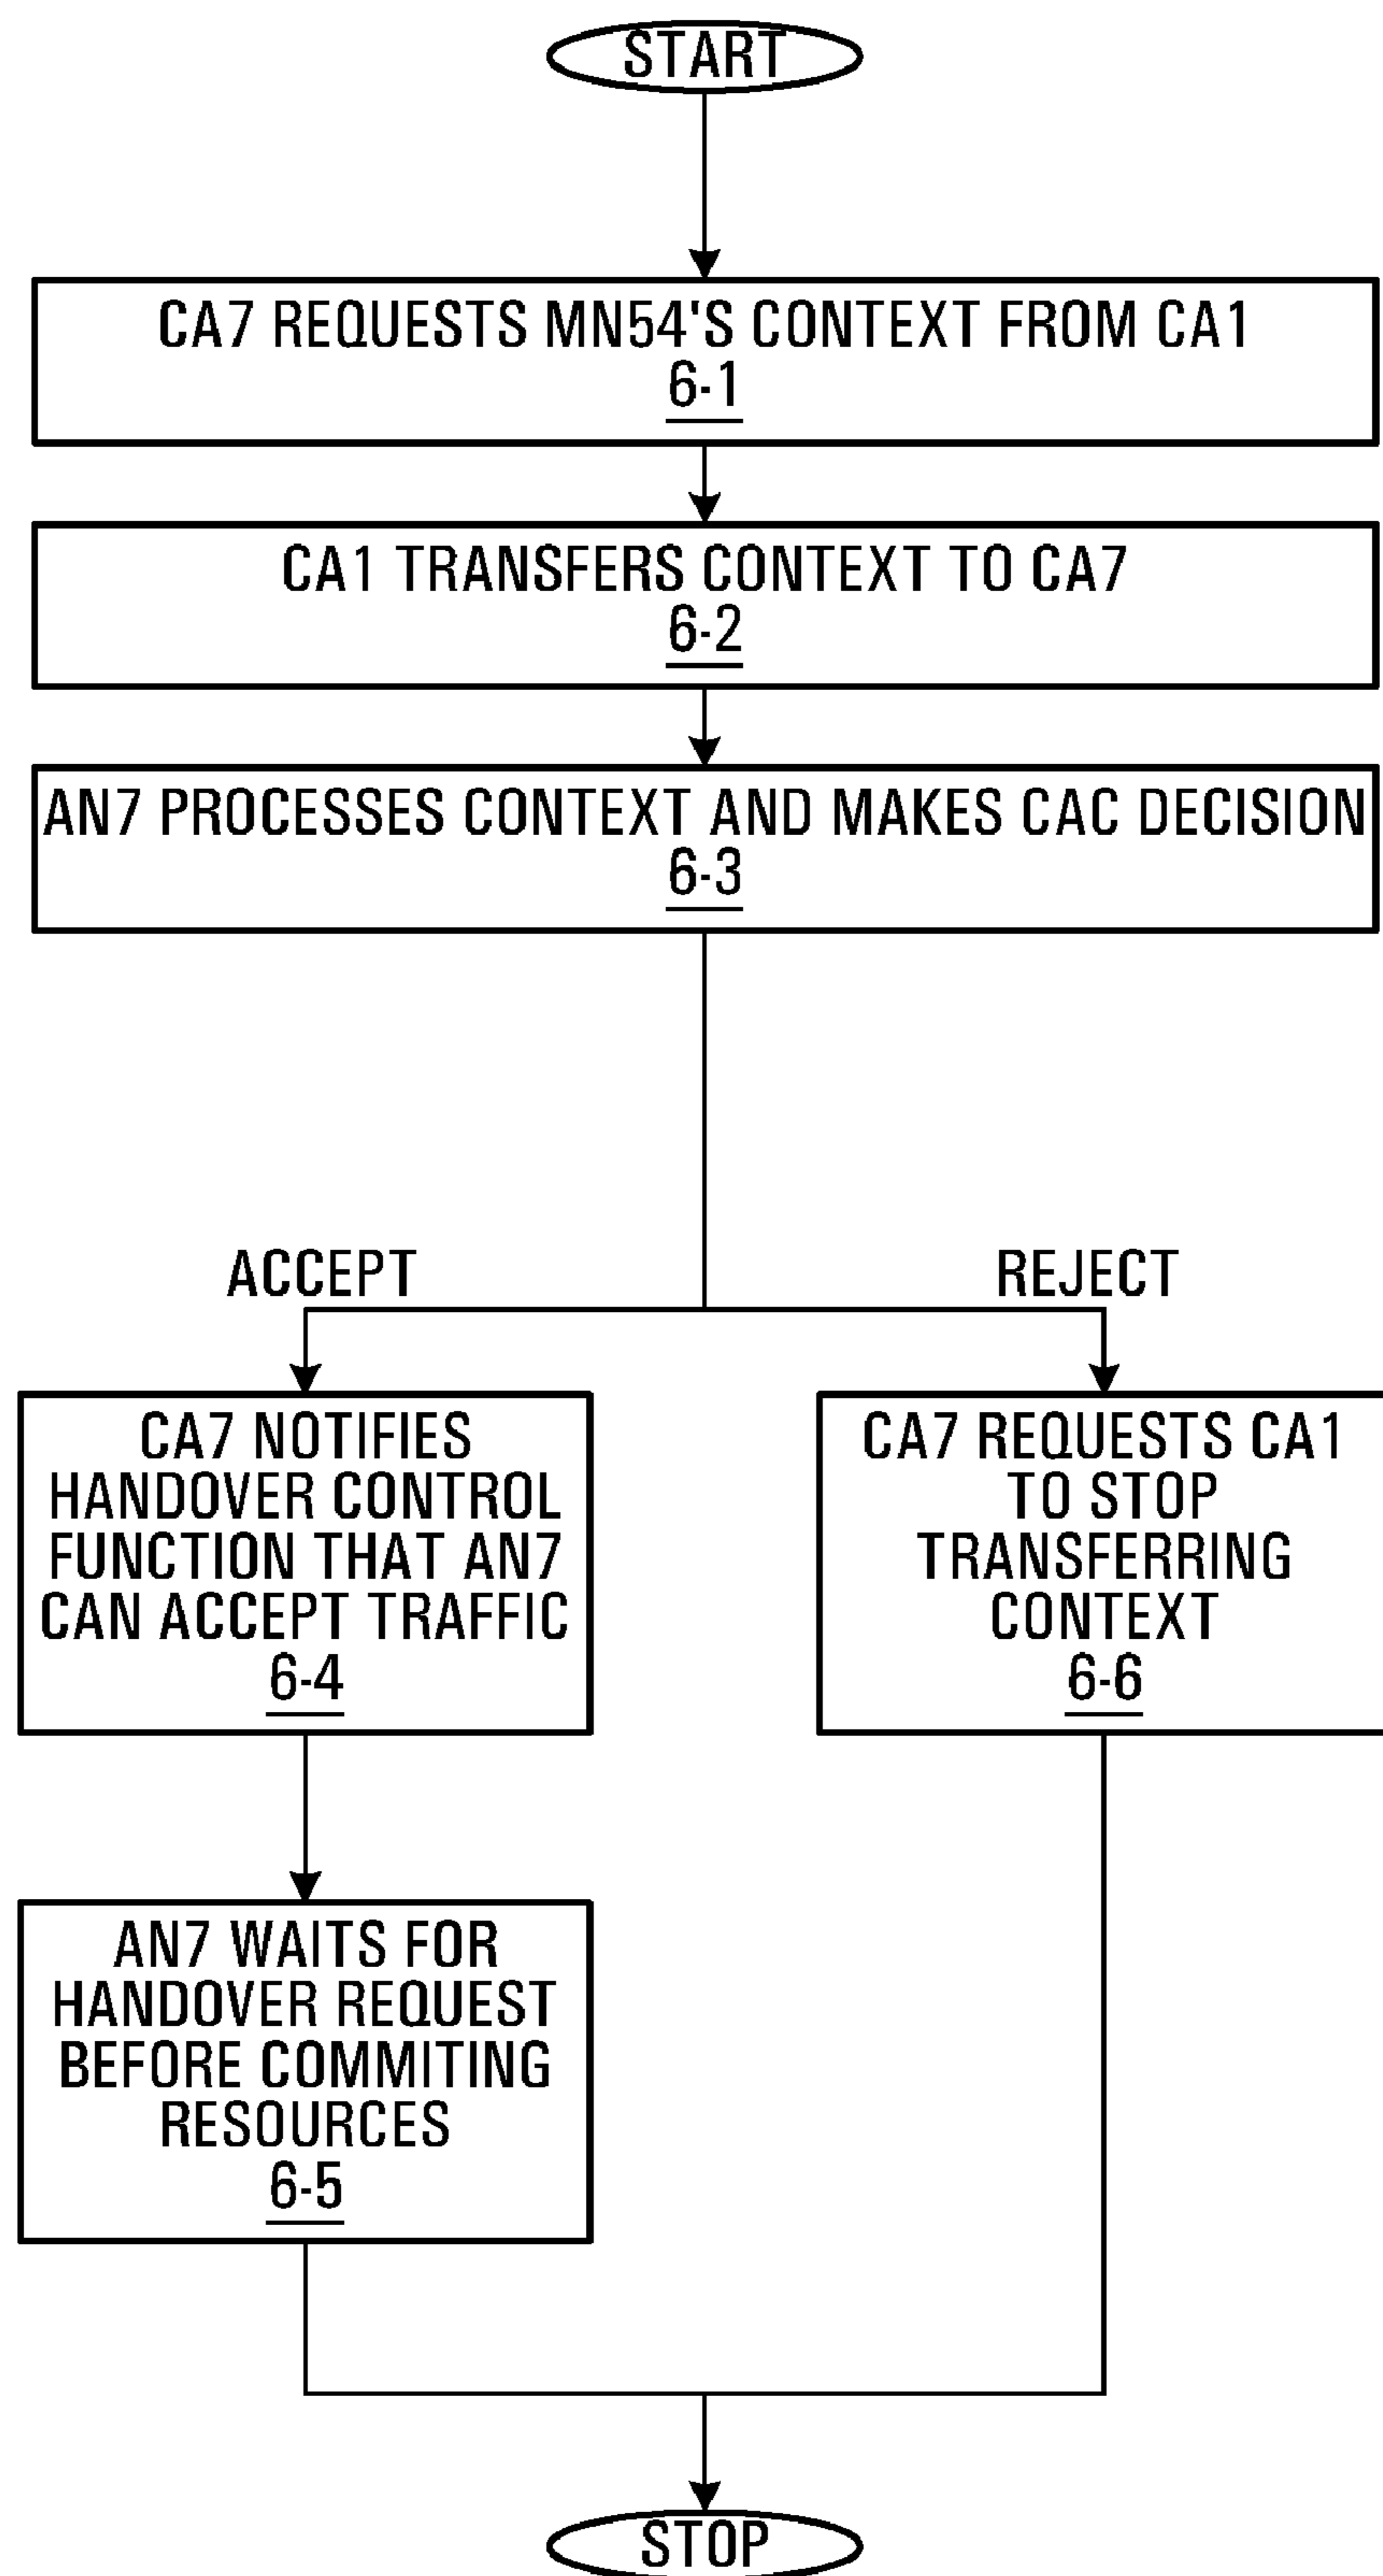 START
CA7 REQUESTS MN54'S CONTEXT FROM CA1
6-1
CA1 TRANSFERS CONTEXT TO CA7
6-2
AN7 PROCESSES CONTEXT AND MAKES CAC DECISION
6-3
ACCEPT
REJECT
CA7 NOTIFIES
HANDOVER CONTROL
FUNCTION THAT AN7
CAN ACCEPT TRAFFIC
6-4
CA7 REQUESTS CA1
TO STOP
TRANSFERRING
CONTEXT
6-6
AN7 WAITS FOR
HANDOVER REQUEST
BEFORE COMMITING
RESOURCES
6-5
STOP